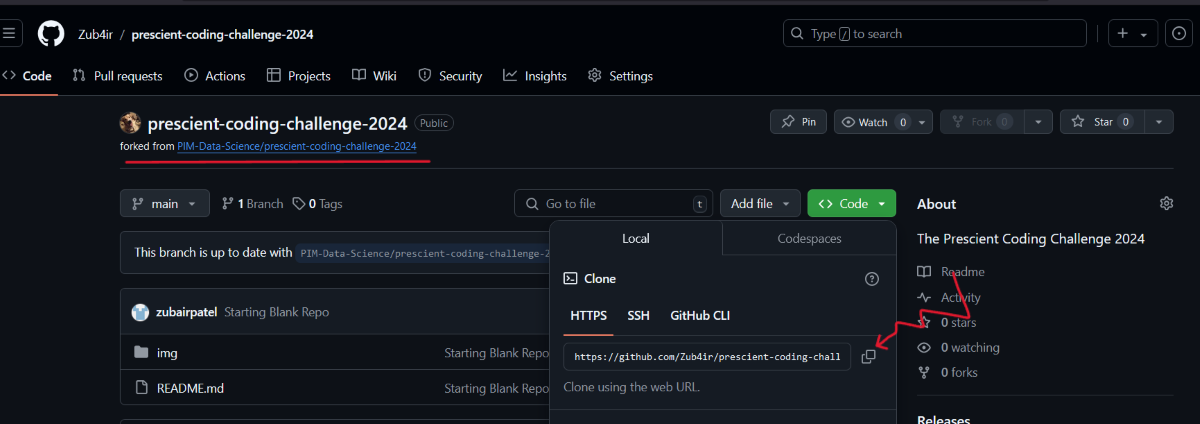 Zub4ir / prescient-coding-challenge-2024
Type / to search
Code Pull requests Actions Projects Wiki Security Insights Settings
prescient-coding-challenge-2024 Public
Pin Watch 0 Fork 0 Star 0
forked from PIM-Data-Science/prescient-coding-challenge-2024
main 1 Branch 0 Tags Go to file t Add file <> Code
About
Local Codespaces
The Prescient Coding Challenge 2024
This branch is up to date with PIM-Data-Science/prescient-coding-challenge-2
Clone
Readme
Activity
HTTPS SSH GitHub CLI
zubairpatel Starting Blank Repo
0 stars
img Starting Blank Repo
https://github.com/Zub4ir/prescient-coding-chall
0 watching
0 forks
README.md Starting Blank Repo
Clone using the web URL.
Releases